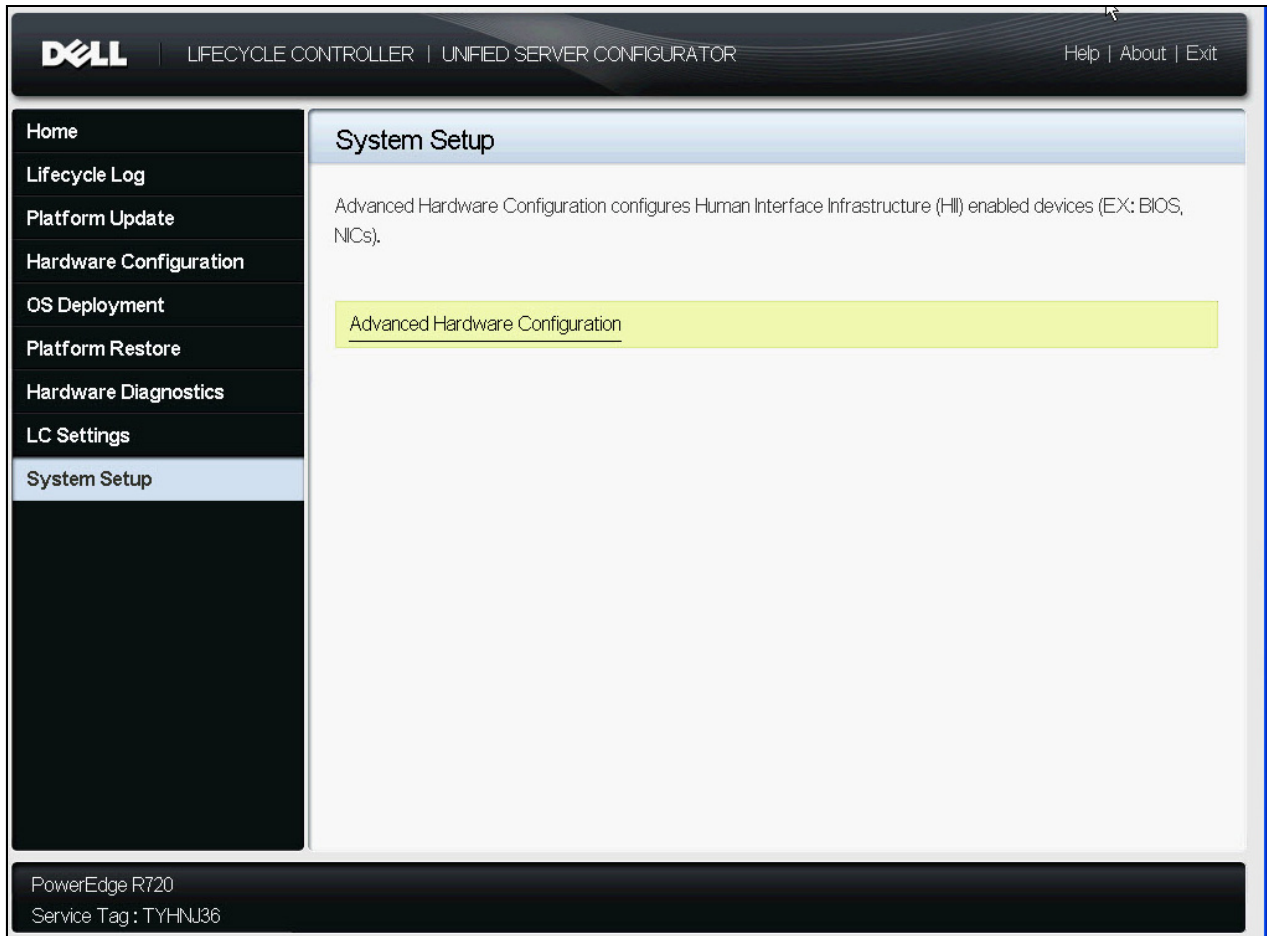 DELL LIFECYCLE CONTROLLER | UNIFIED SERVER CONFIGURATOR Help | About | Exit
Home
Lifecycle Log
Platform Update
Hardware Configuration
OS Deployment
Platform Restore
Hardware Diagnostics
LC Settings
System Setup
System Setup
Advanced Hardware Configuration configures Human Interface Infrastructure (HII) enabled devices (EX: BIOS,
NICs).
Advanced Hardware Configuration
PowerEdge R720
Service Tag : TYHNJ36